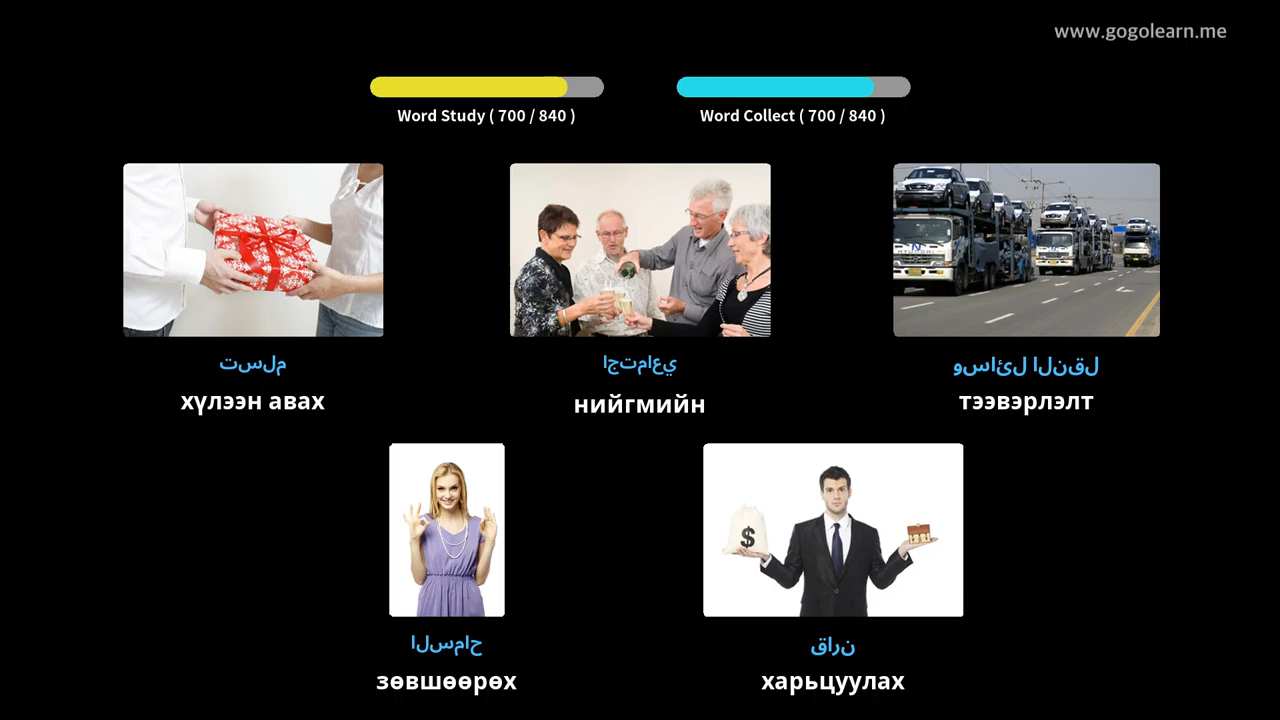 www.gogolearn.me
Word Study ( 700 / 840 )
Word Collect ( 700 / 840 )
تسلم
хүлээн авах
اجتماعي
нийгмийн
وسائل النقل
тээвэрлэлт
السماح
зөвшөөрөх
قارن
харьцуулах